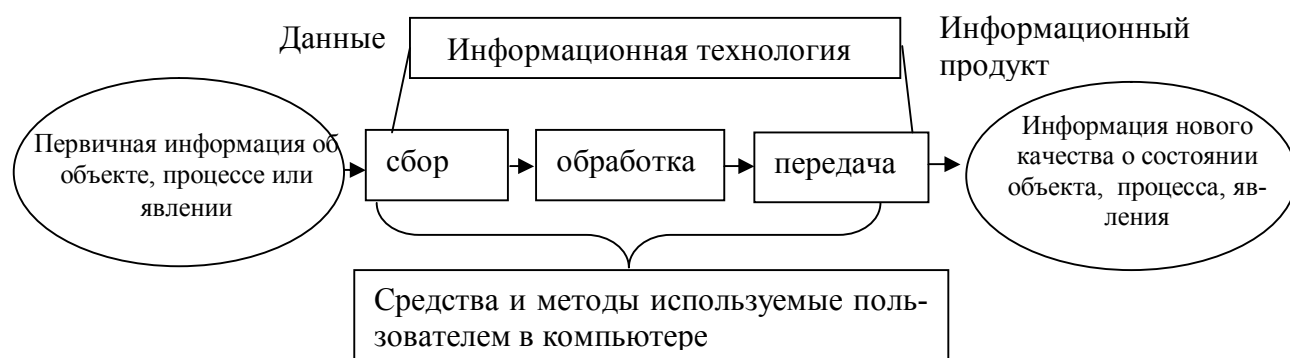 Данные
Информационная технология
Информационный
продукт
Первичная информация об
объекте, процессе или
явлении
сбор
обработка
передача
Информация нового
качества о состоянии
объекта, процесса, яв-
ления
Средства и методы используемые поль-
зователем в компьютере